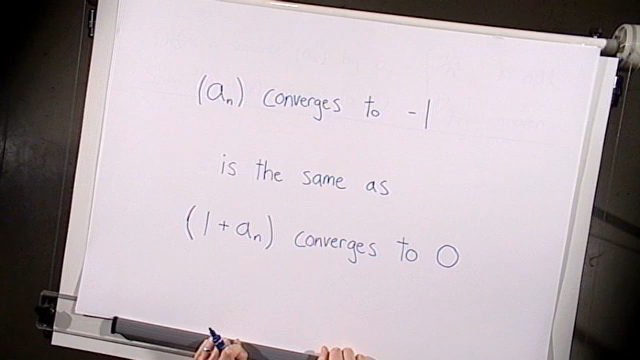 (aₙ) converges to -1
is the same as
(1 + aₙ) converges to 0